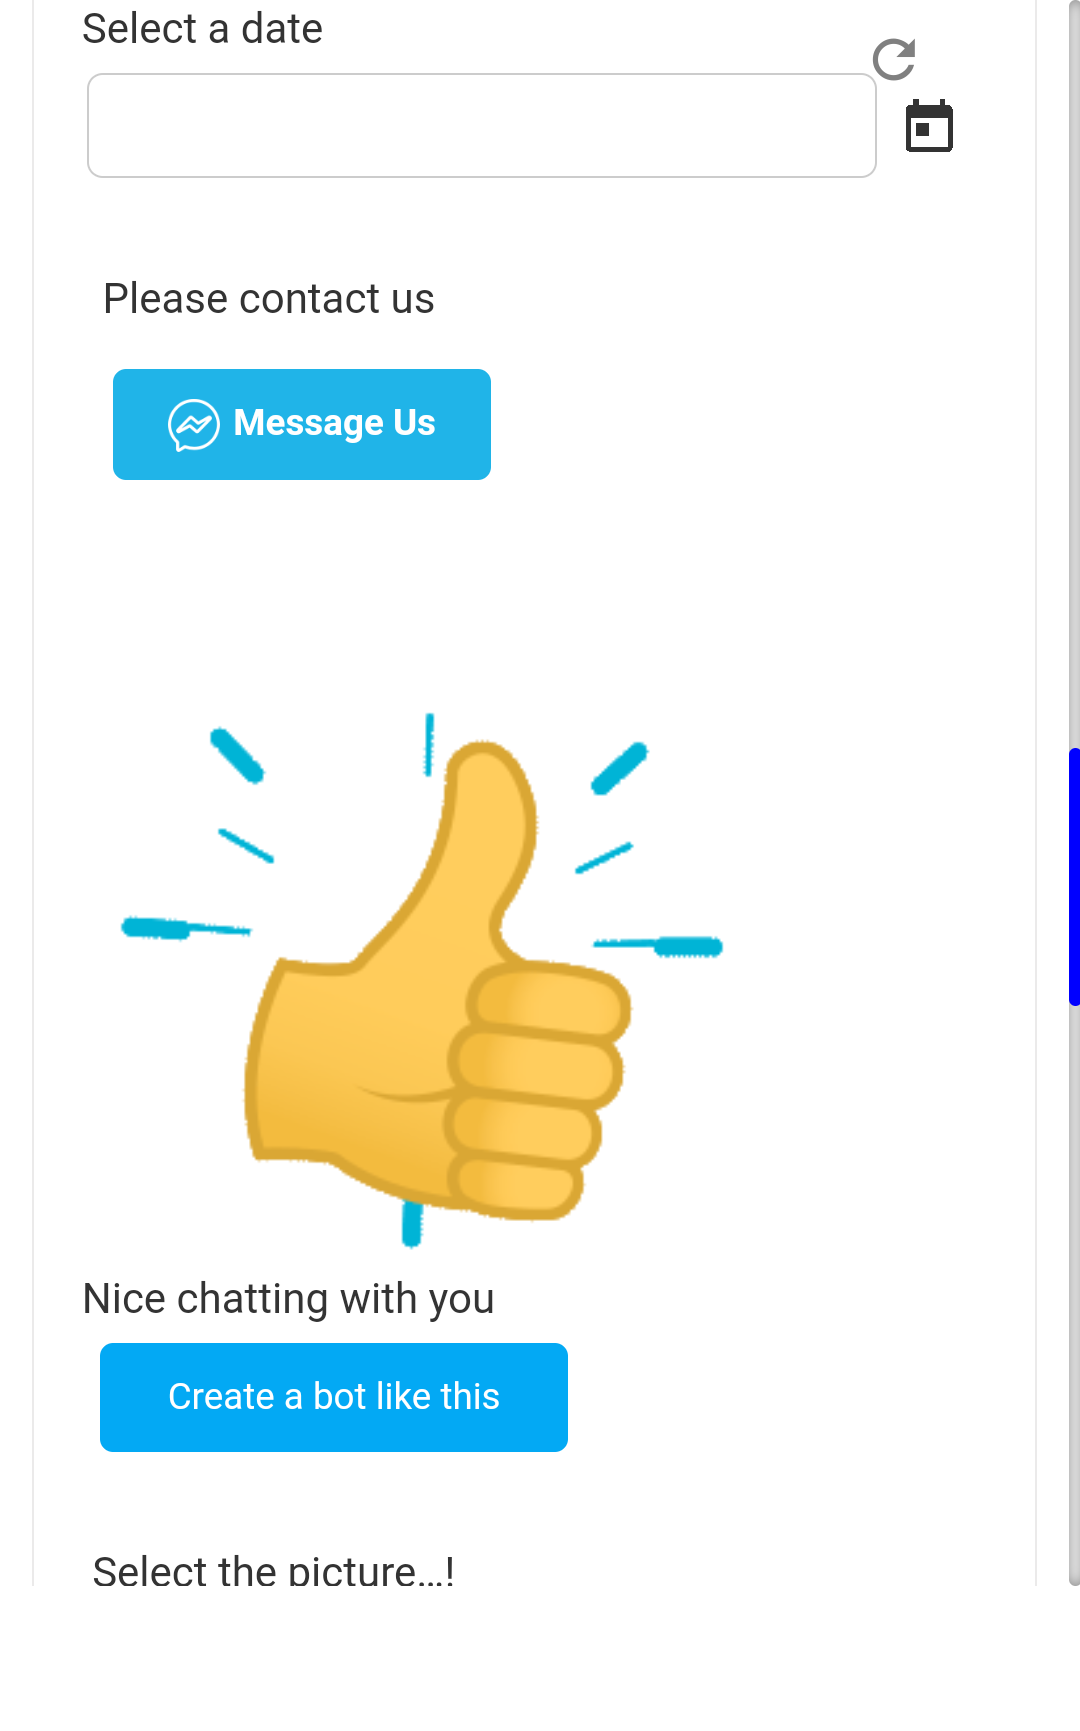 Select a date
Please contact us
Message Us
Nice chatting with you
Create a bot like this
Select the picture...!